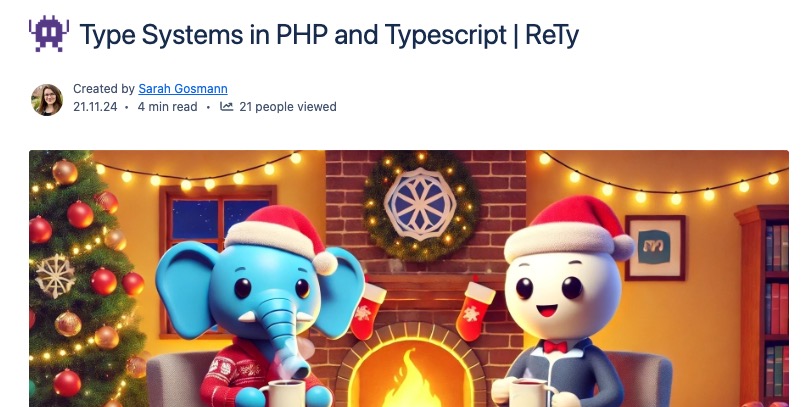 Type Systems in PHP and Typescript | ReTy
Created by Sarah Gosmann
21.11.24 • 4 min read • 21 people viewed